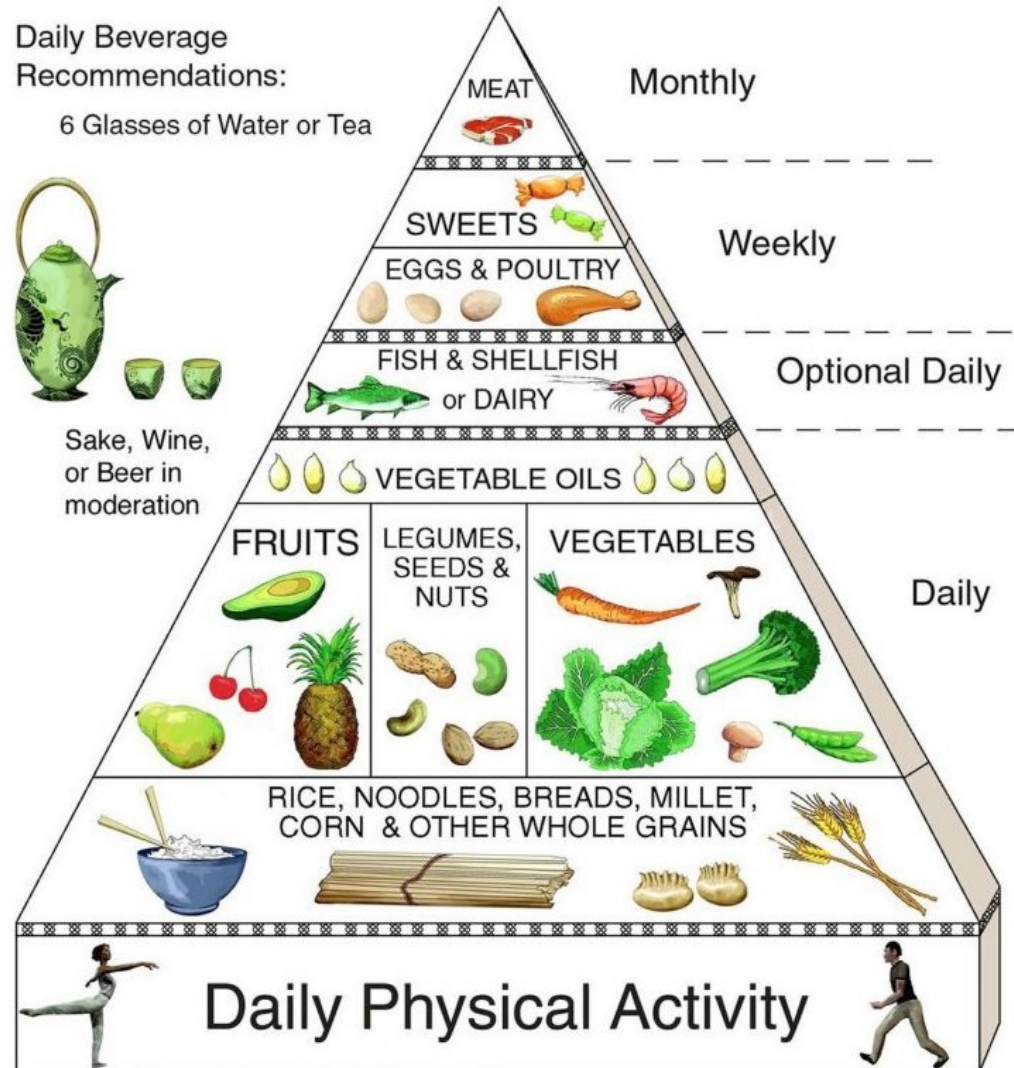 Daily Beverage
Recommendations:
6 Glasses of Water or Tea
MEAT
Monthly
SWEETS
Weekly
EGGS & POULTRY
FISH & SHELLFISH
or DAIRY
Optional Daily
Sake, Wine,
or Beer in
moderation
VEGETABLE OILS
FRUITS
LEGUMES,
SEEDS &
NUTS
VEGETABLES
Daily
RICE, NOODLES, BREADS, MILLET,
CORN & OTHER WHOLE GRAINS
Daily Physical Activity